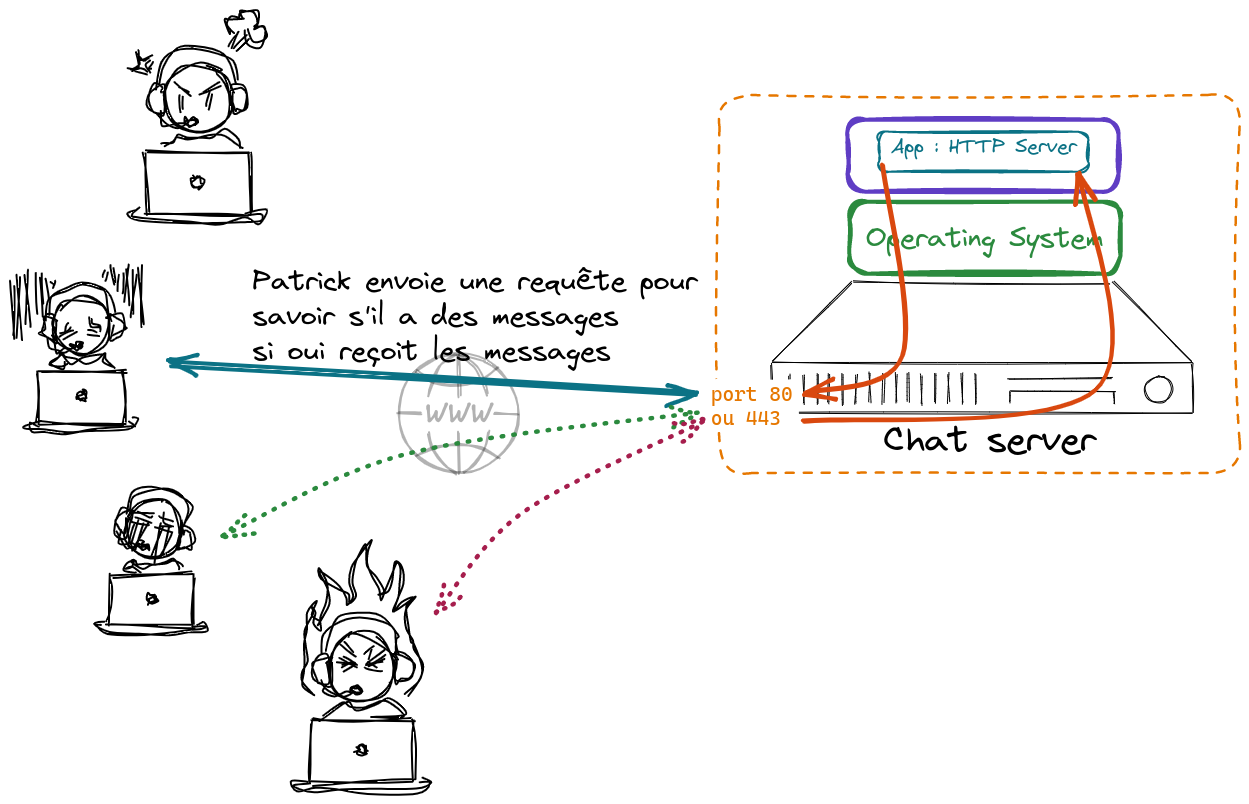 App : HTTP Server
Operating System
Patrick envoie une requête pour
savoir s'il a des messages
si oui reçoit les messages
www
port 80
ou 443
Chat server